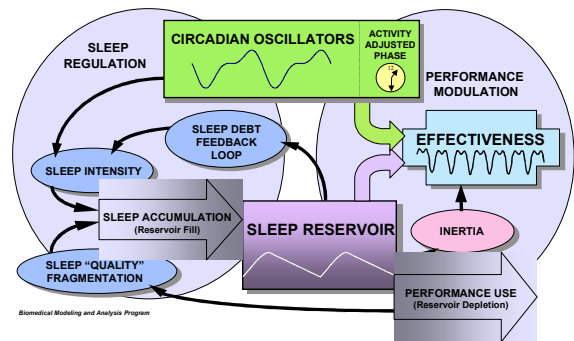 SLEEP
REGULATION
CIRCADIAN OSCILLATORS
ACTIVITY
ADJUSTED
PHASE
12
PERFORMANCE
MODULATION
SLEEP DEBT
FEEDBACK
LOOP
EFFECTIVENESS
SLEEP INTENSITY
SLEEP ACCUMULATION
(Reservoir Fill)
SLEEP RESERVOIR
INERTIA
SLEEP “QUALITY”
FRAGMENTATION
PERFORMANCE USE
(Reservoir Depletion)
Biomedical Modeling and Analysis Program